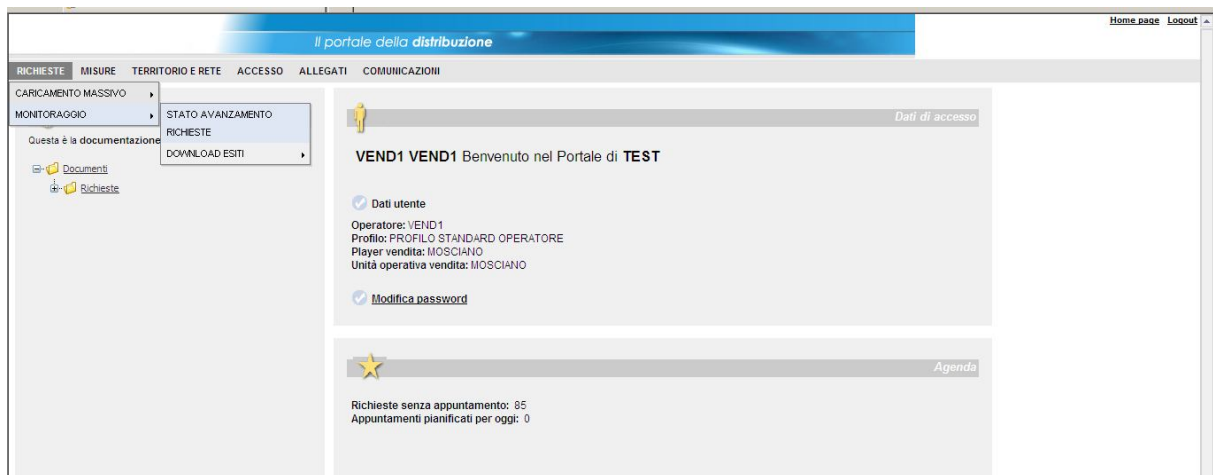 Home page Logout
Il portale della distribuzione
RICHIESTE MISURE TERRITORIO E RETE ACCESSO ALLEGATI COMUNICAZIONI
CARICAMENTO MASSIVO
MONITORAGGIO
STATO AVANZAMENTO
RICHIESTE
DOWNLOAD ESITI
Questa è la documentazione
Documenti
Richieste
Dati di accesso
VEND1 VEND1 Benvenuto nel Portale di TEST
Dati utente
Operatore: VEND1
Profilo: PROFILO STANDARD OPERATORE
Player vendita: MOSCIANO
Unità operativa vendita: MOSCIANO
Modifica password
Agenda
Richieste senza appuntamento: 85
Appuntamenti pianificati per oggi: 0